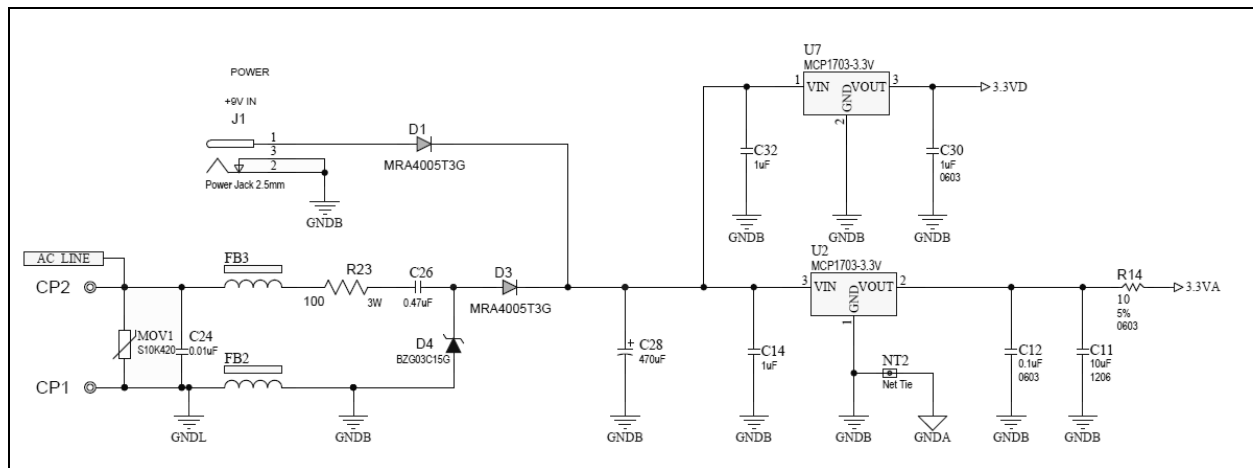 POWER
+9V IN
J1
1
3
2
Power Jack 2.5mm
GNDB
D1
MRA4005T3G
U7
MCP1703-3.3V
1
VIN
GND
VOUT
3
2
3.3VD
C32
1uF
GNDB
GNDB
C30
1uF
0603
GNDB
AC LINE
CP2
CP1
MOV1
S10K420
C24
0.01uF
GNDL
FB3
FB2
GNDB
R23
100
3W
C26
0.47uF
D3
MRA4005T3G
D4
BZG03C15G
C28
470uF
GNDB
C14
1uF
GNDB
U2
MCP1703-3.3V
3
VIN
GND
VOUT
2
1
NT2
Net Tie
GNDB
GNDA
C12
0.1uF
0603
GNDB
C11
10uF
1206
GNDB
R14
10
5%
0603
3.3VA